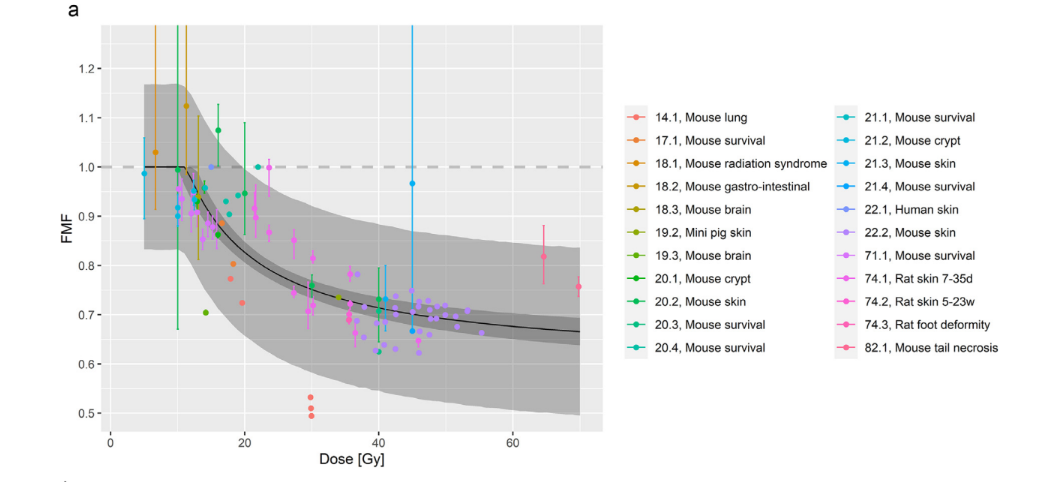 a
1.2
1.1
1.0
0.9
0.8
0.7
0.6
0.5
FMF
0
20
40
60
Dose [Gy]
14.1, Mouse lung
17.1, Mouse survival
18.1, Mouse radiation syndrome
18.2, Mouse gastro-intestinal
18.3, Mouse brain
19.2, Mini pig skin
19.3, Mouse brain
20.1, Mouse crypt
20.2, Mouse skin
20.3, Mouse survival
20.4, Mouse survival
21.1, Mouse survival
21.2, Mouse crypt
21.3, Mouse skin
21.4, Mouse survival
22.1, Human skin
22.2, Mouse skin
71.1, Mouse survival
74.1, Rat skin 7-35d
74.2, Rat skin 5-23w
74.3, Rat foot deformity
82.1, Mouse tail necrosis